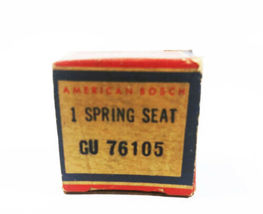 AMERICAN BOSCH
1 SPRING SEAT
GU 76105